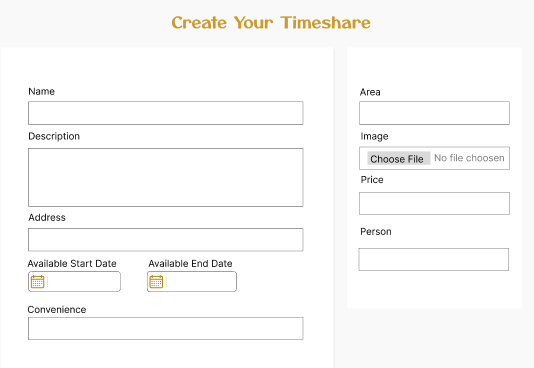 Create Your Timeshare
Name
Description
Address
Available Start Date
Available End Date
Convenience
Area
Image
Choose File
No file choosen
Price
Person